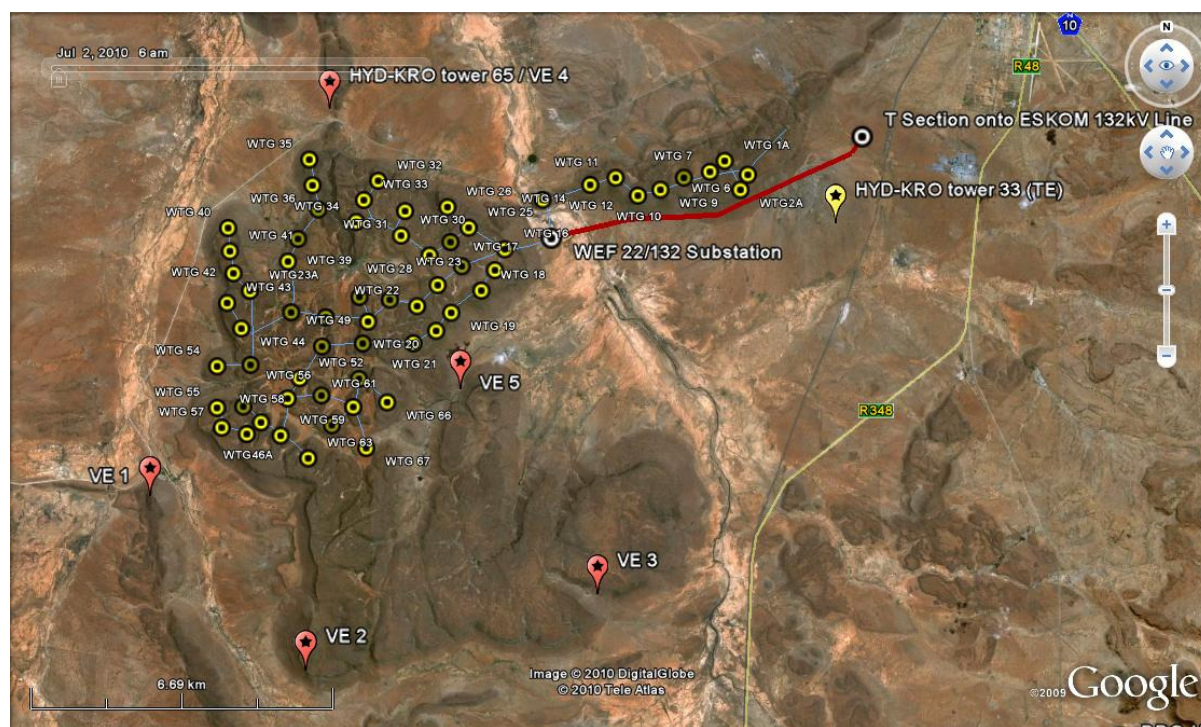 10
Jul 2, 2010 6 am
N
R 48
HYD-KRO tower 65 / VE 4
T Section onto ESKOM 132kV Line
WTG 1A
WTG 35
WTG 32
WTG 11
WTG 7
WTG 33
WTG 26
WTG 6
WTG 36
WTG 14
WTG 12
WTG 9
WTG2A
HYD-KRO tower 33 (TE)
WTG 40
WTG 34
WTG 25
WTG 10
WTG 31
WTG 30
WTG 16
WTG 41
WTG 17
WEF 22/132 Substation
WTG 39
WTG 23
WTG 42
WTG23A
WTG 28
WTG 18
WTG 43
WTG 22
WTG 49
WTG 19
WTG 44
WTG 20
WTG 54
WTG 52
WTG 21
WTG 56
VE 5
WTG 61
WTG 55
WTG 58
WTG 57
WTG 66
R 348
WTG 59
WTG 63
WTG46A
WTG 67
VE 1
VE 3
VE 2
Image © 2010 DigitalGlobe
© 2010 Tele Atlas
6.69 km
©2009 Google